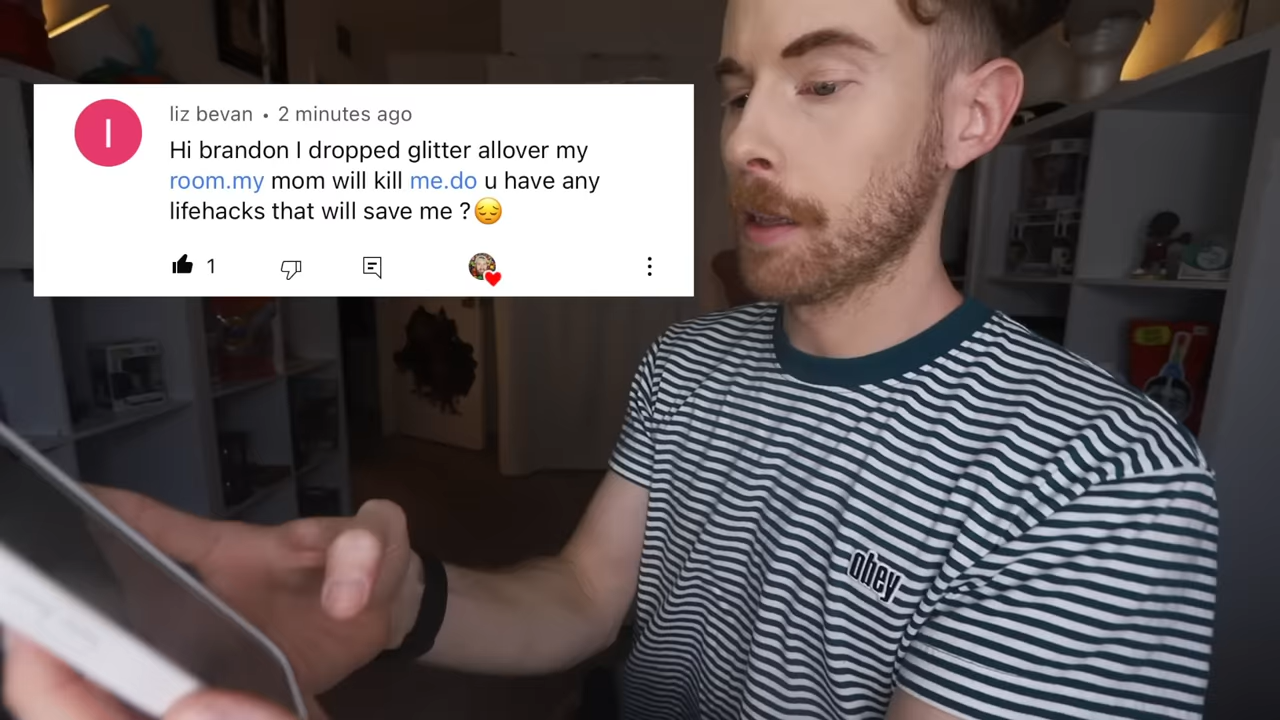 liz bevan • 2 minutes ago
Hi brandon I dropped glitter allover my
room.my mom will kill me.do u have any
lifehacks that will save me ?😔
1
obey